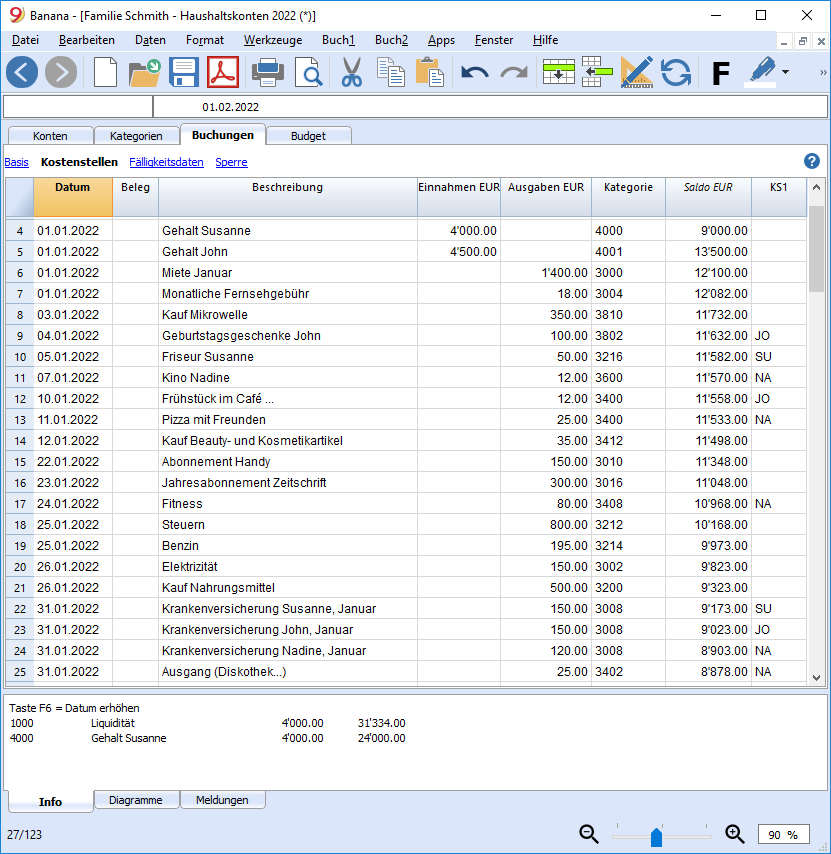 Banana - [Familie Schmith - Haushaltskonten 2022 (*)]
Datei Bearbeiten Daten Format Werkzeuge Buch1 Buch2 Apps Fenster Hilfe
F »
01.02.2022
Konten Kategorien Buchungen Budget
Basis Kostenstellen Fälligkeitsdaten Sperre ?
Datum Beleg Beschreibung Einnahmen EUR Ausgaben EUR Kategorie Saldo EUR KS1
4 01.01.2022 Gehalt Susanne 4'000.00 4000 9'000.00
5 01.01.2022 Gehalt John 4'500.00 4001 13'500.00
6 01.01.2022 Miete Januar 1'400.00 3000 12'100.00
7 01.01.2022 Monatliche Fernsehgebühr 18.00 3004 12'082.00
8 03.01.2022 Kauf Mikrowelle 350.00 3810 11'732.00
9 04.01.2022 Geburtstagsgeschenke John 100.00 3802 11'632.00 JO
10 05.01.2022 Friseur Susanne 50.00 3216 11'582.00 SU
11 07.01.2022 Kino Nadine 12.00 3600 11'570.00 NA
12 10.01.2022 Frühstück im Café ... 12.00 3400 11'558.00 JO
13 11.01.2022 Pizza mit Freunden 25.00 3400 11'533.00 NA
14 12.01.2022 Kauf Beauty- und Kosmetikartikel 35.00 3412 11'498.00
15 22.01.2022 Abonnement Handy 150.00 3010 11'348.00
16 23.01.2022 Jahresabonnement Zeitschrift 300.00 3016 11'048.00
17 24.01.2022 Fitness 80.00 3408 10'968.00 NA
18 25.01.2022 Steuern 800.00 3212 10'168.00
19 25.01.2022 Benzin 195.00 3214 9'973.00
20 26.01.2022 Elektrizität 150.00 3002 9'823.00
21 26.01.2022 Kauf Nahrungsmittel 500.00 3200 9'323.00
22 31.01.2022 Krankenversicherung Susanne, Januar 150.00 3008 9'173.00 SU
23 31.01.2022 Krankenversicherung John, Januar 150.00 3008 9'023.00 JO
24 31.01.2022 Krankenversicherung Nadine, Januar 120.00 3008 8'903.00 NA
25 31.01.2022 Ausgang (Diskothek...) 25.00 3402 8'878.00 NA
Taste F6 = Datum erhöhen
1000 Liquidität 4'000.00 31'334.00
4000 Gehalt Susanne 4'000.00 24'000.00
Info Diagramme Meldungen
27/123 90 %